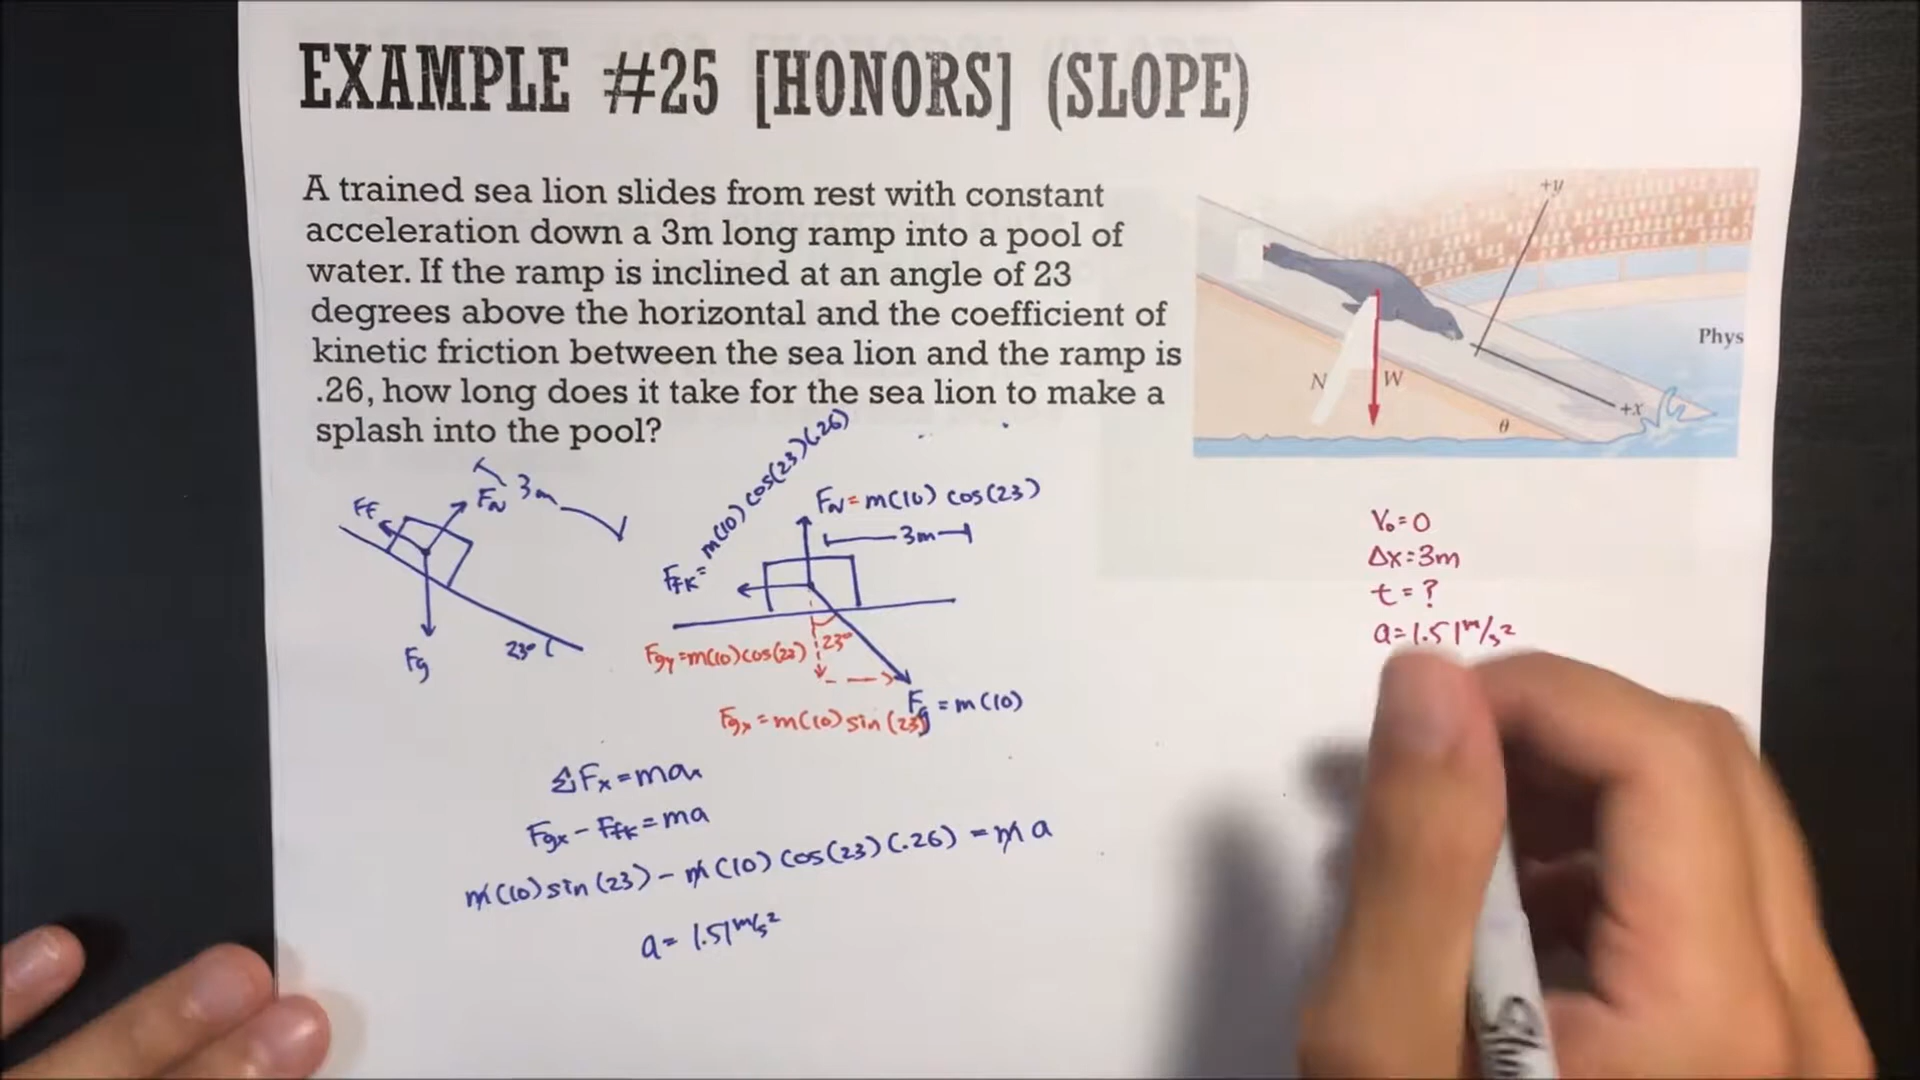 EXAMPLE #25 [HONORS] (SLOPE)
A trained sea lion slides from rest with constant
acceleration down a 3m long ramp into a pool of
water. If the ramp is inclined at an angle of 23
degrees above the horizontal and the coefficient of
kinetic friction between the sea lion and the ramp is
.26, how long does it take for the sea lion to make a
splash into the pool?
+y
Phys
N
W
+x
θ
FF
FN
3m
Fg
23°
FfK = m(10) cos(23)(.26)
FN = m(10) cos(23)
3m
23°
Fgy = m(10) cos(23)
Fg = m(10)
Fgx = m(10) sin(23)
V₀ = 0
Δx = 3m
t = ?
a = 1.51 m/s²
ΣFx = max
Fgx - Ffk = ma
m(10) sin(23) - m(10) cos(23)(.26) = m a
a = 1.51 m/s²